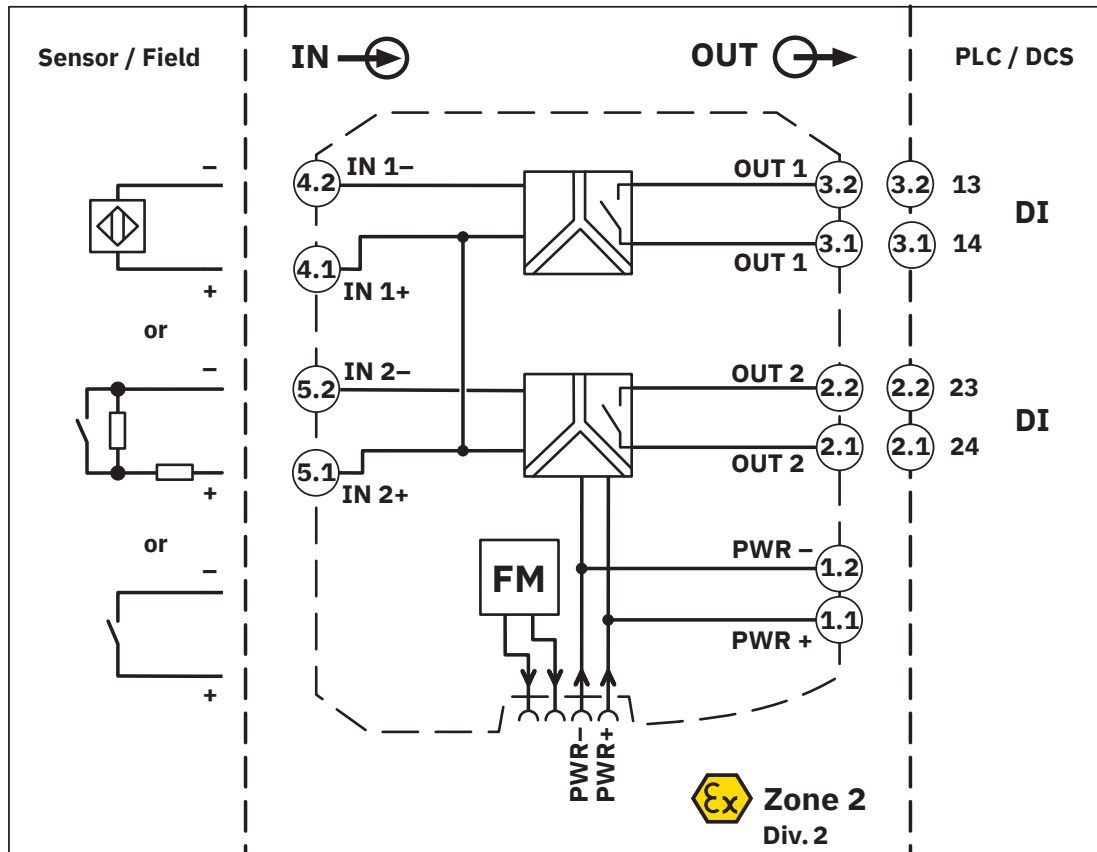 Sensor / Field
IN
OUT
PLC / DCS
–
+
or
–
+
or
–
+
4.2
IN 1–
4.1
IN 1+
5.2
IN 2–
5.1
IN 2+
OUT 1
3.2
3.1
OUT 1
OUT 2
2.2
2.1
OUT 2
FM
PWR –
1.2
1.1
PWR +
PWR–
PWR+
3.2 13
DI
3.1 14
2.2 23
DI
2.1 24
Ex Zone 2
Div. 2